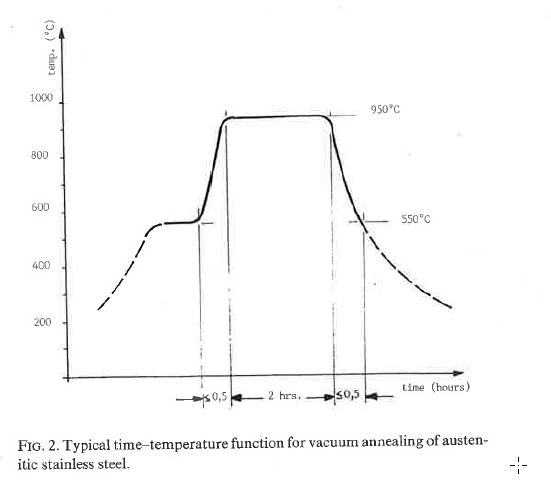 temp. (°C)
1000
950°C
800
600
550°C
400
200
time (hours)
≤0,5
2 hrs.
≤0,5
FIG. 2. Typical time–temperature function for vacuum annealing of austen-
itic stainless steel.